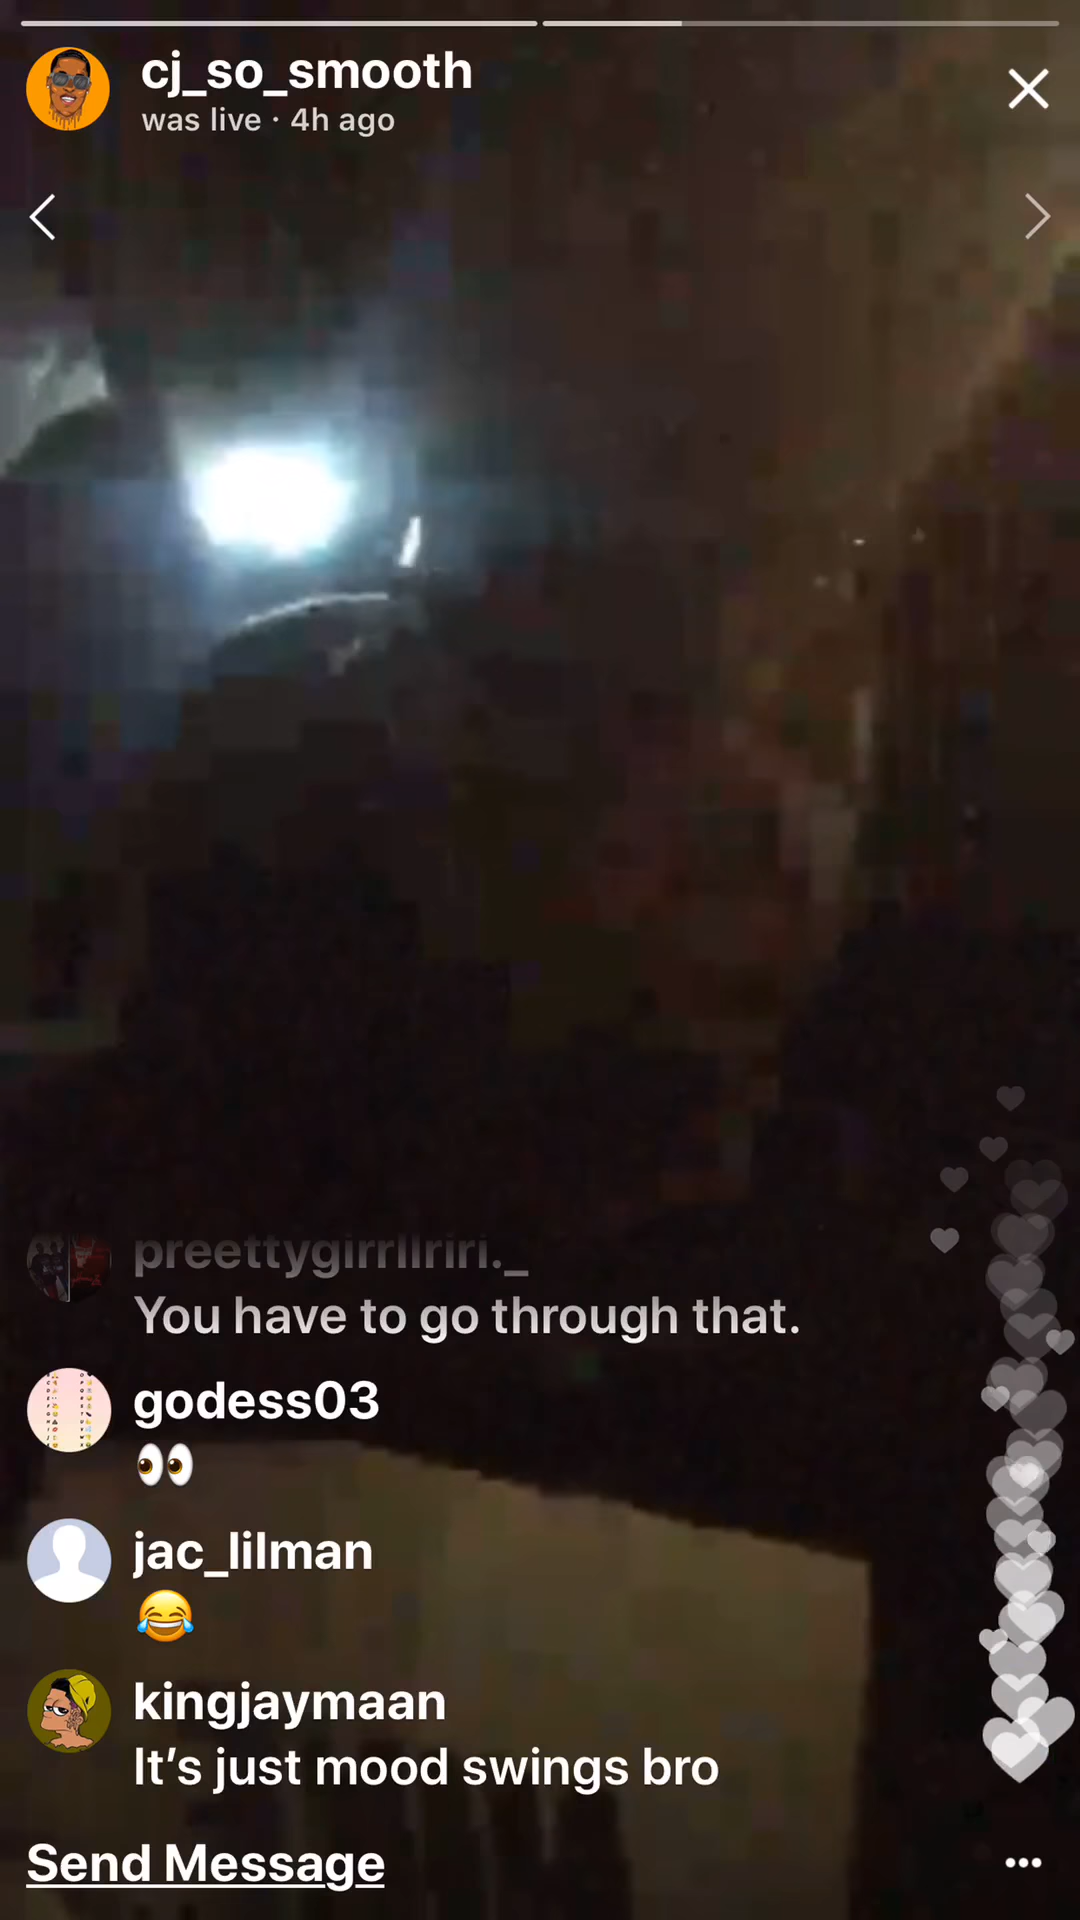 cj_so_smooth
was live · 4h ago
preettygirrllriri._
You have to go through that.
godess03
👀
jac_lilman
😂
kingjaymaan
It's just mood swings bro
Send Message